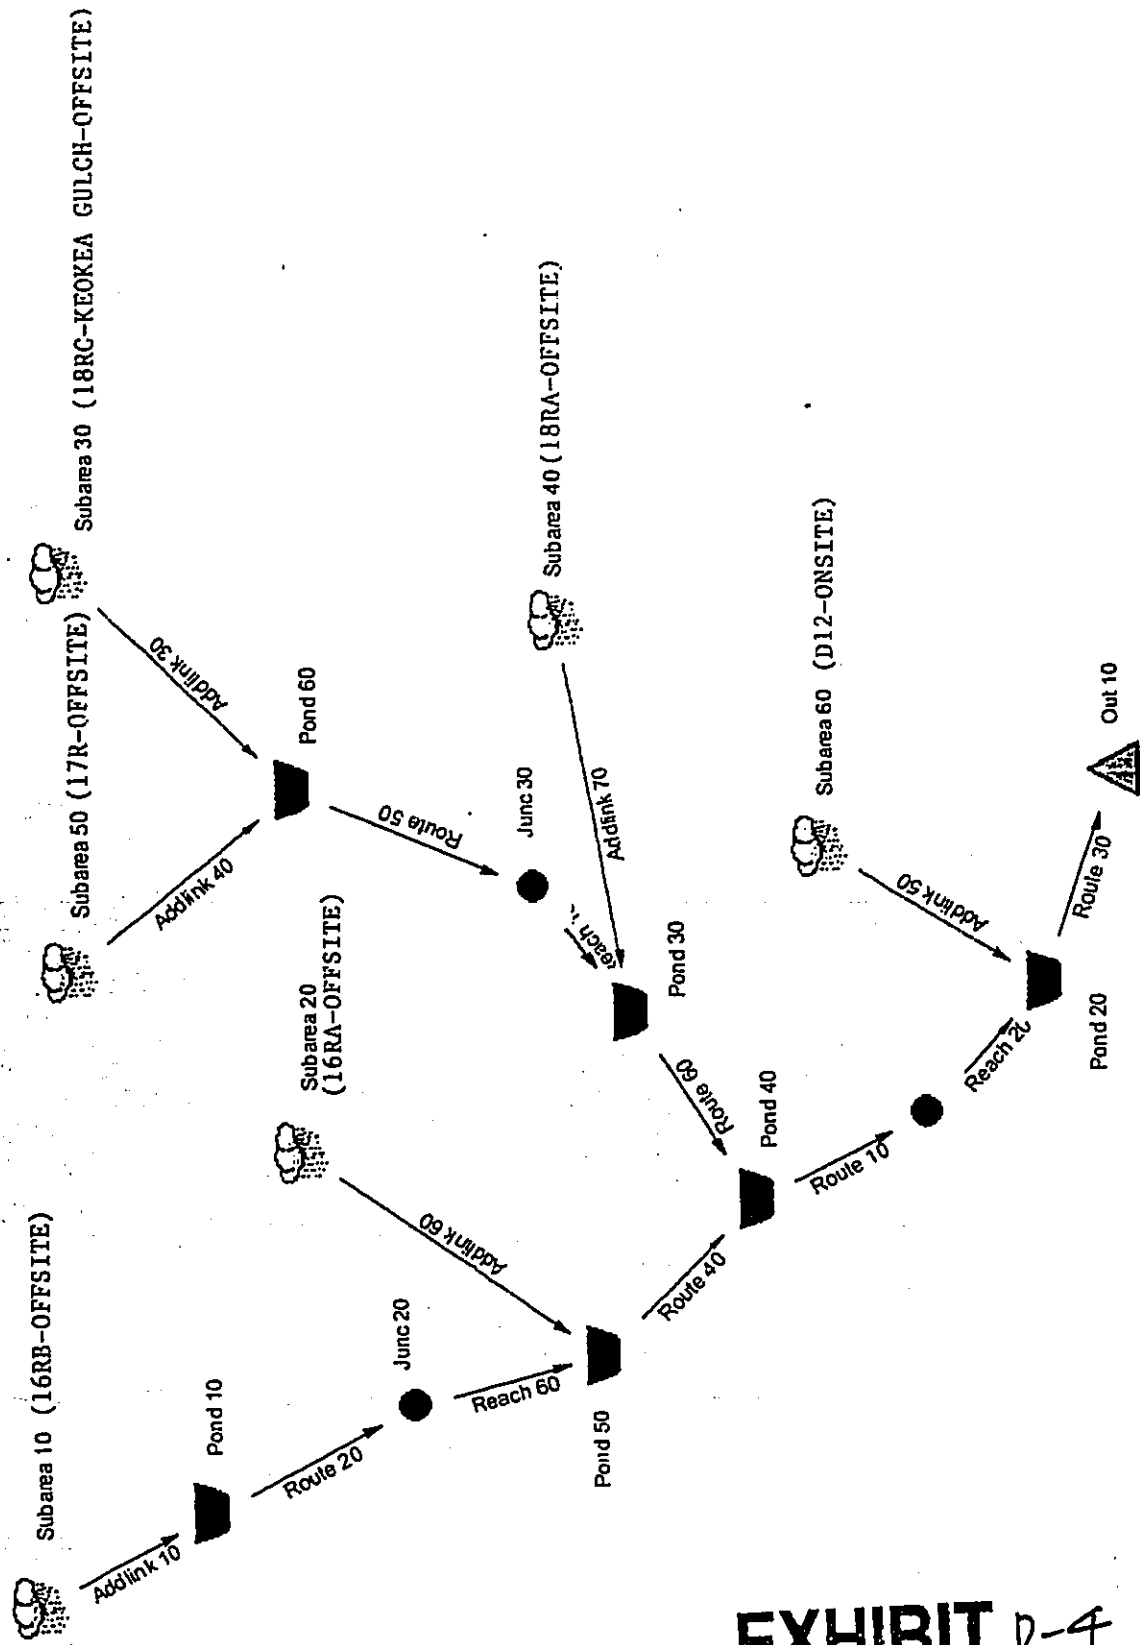 Subarea 10 (16RB-OFFSITE)
Addlink 10
Pond 10
Route 20
Junc 20
Reach 60
Pond 50
Subarea 20
(16RA-OFFSITE)
Addlink 60
Route 40
Subarea 50 (17R-OFFSITE)
Addlink 40
Subarea 30 (18RC-KEOKEA GULCH-OFFSITE)
Addlink 30
Pond 60
Route 50
Junc 30
Subarea 40 (18RA-OFFSITE)
Addlink 70
Pond 30
Route 60
Pond 40
Route 10
Reach 20
Subarea 60 (D12-ONSITE)
Addlink 50
Pond 20
Route 30
Out 10
EXHIBIT D-4